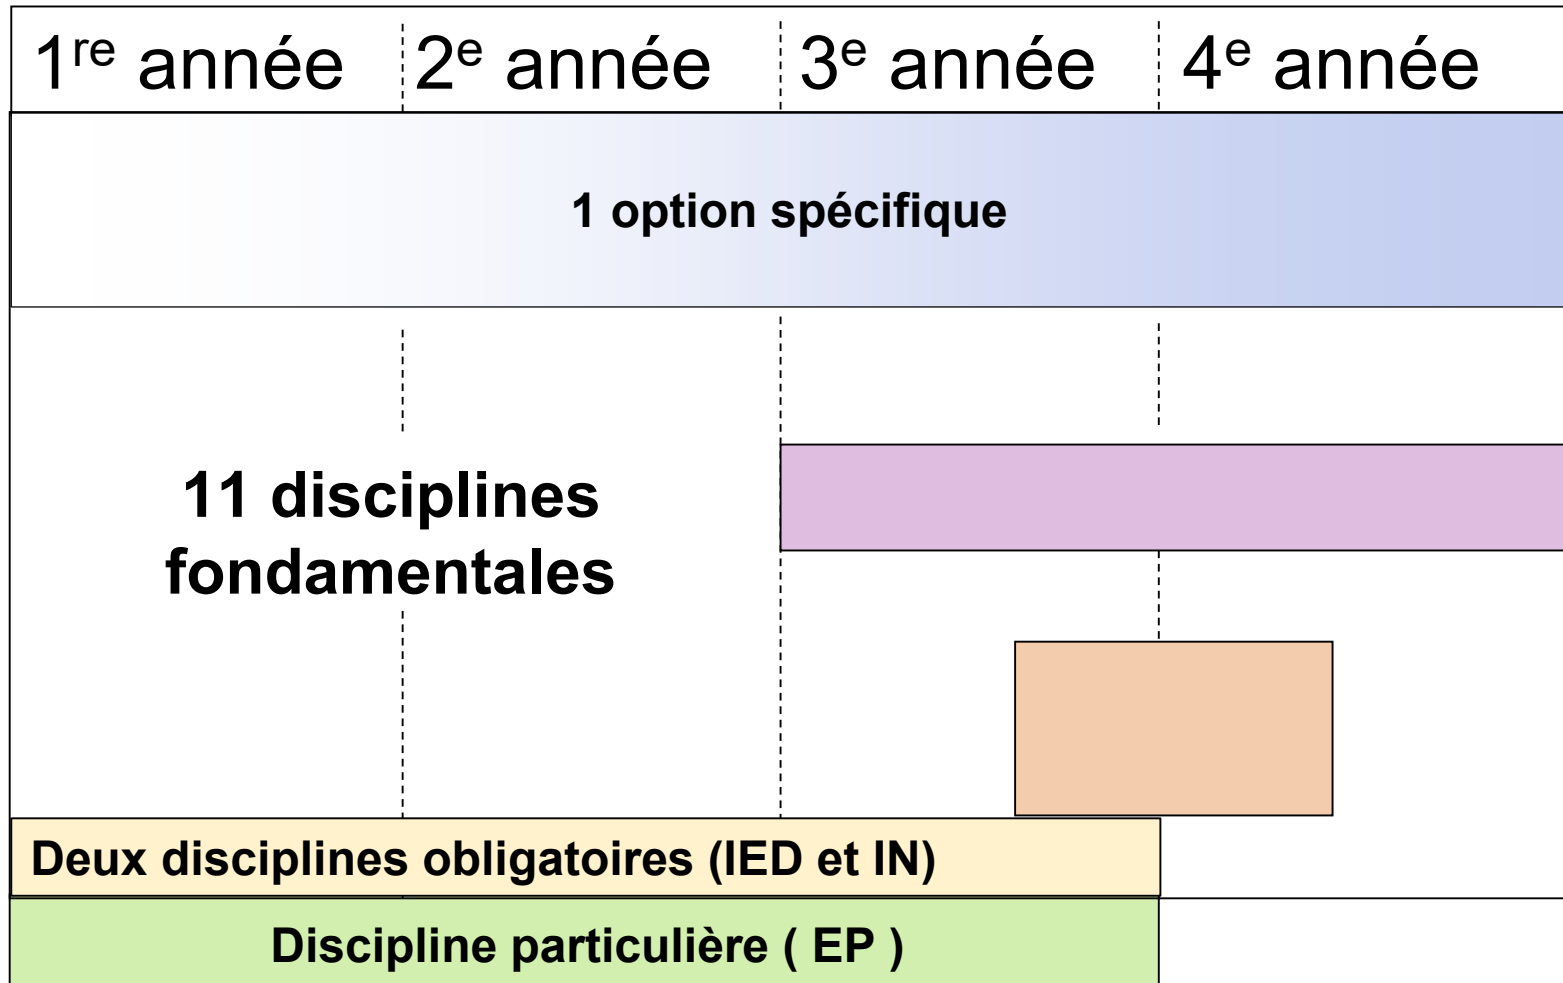 1re année 2e année 3e année 4e année
1 option spécifique
11 disciplines
fondamentales
Deux disciplines obligatoires (IED et IN)
Discipline particulière ( EP )